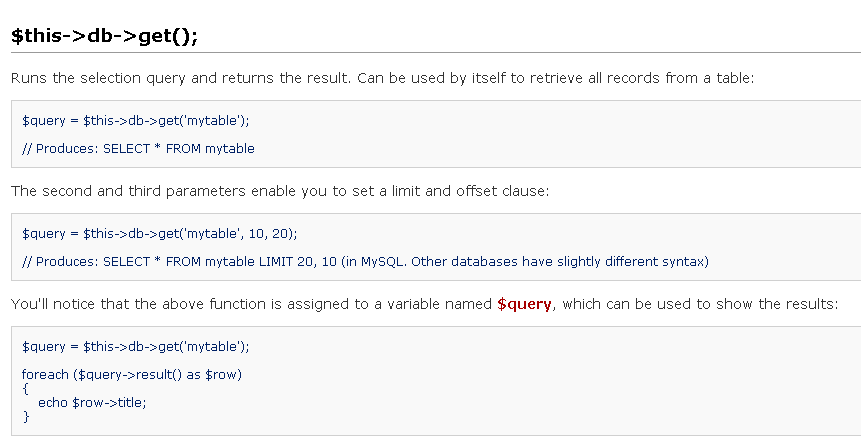 $this->db->get();
Runs the selection query and returns the result. Can be used by itself to retrieve all records from a table:
$query = $this->db->get('mytable');
// Produces: SELECT * FROM mytable
The second and third parameters enable you to set a limit and offset clause:
$query = $this->db->get('mytable', 10, 20);
// Produces: SELECT * FROM mytable LIMIT 20, 10 (in MySQL. Other databases have slightly different syntax)
You'll notice that the above function is assigned to a variable named $query, which can be used to show the results:
$query = $this->db->get('mytable');
foreach ($query->result() as $row)
{
    echo $row->title;
}